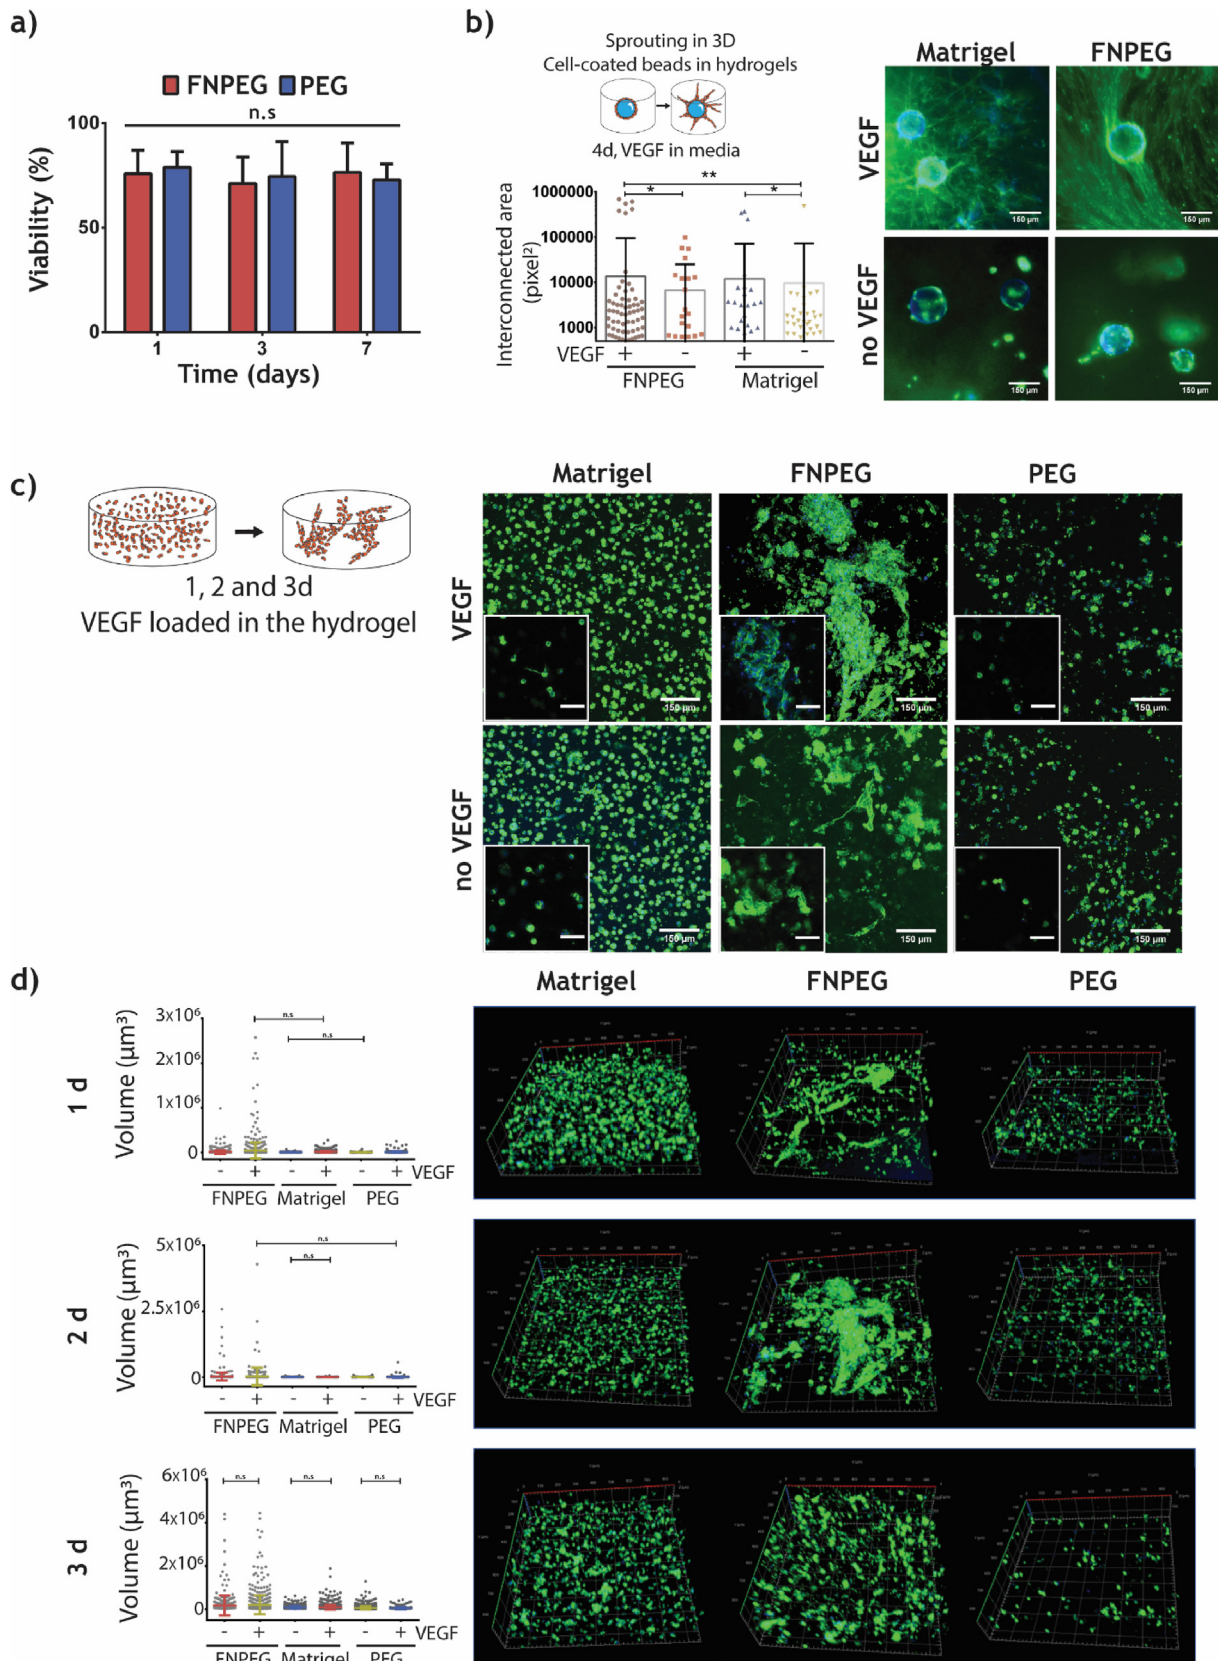 a)
FNPEG PEG
n.s
100
50
0
Viability (%)
1 3 7
Time (days)
b)
Sprouting in 3D
Cell-coated beads in hydrogels
4d, VEGF in media
**
* *
1000000
100000
10000
1000
Interconnected area
(pixel²)
VEGF + - + -
FNPEG Matrigel
Matrigel FNPEG
VEGF
150 µm 150 µm
no VEGF
150 µm 150 µm
c)
1, 2 and 3d
VEGF loaded in the hydrogel
Matrigel FNPEG PEG
VEGF
150 µm 150 µm 150 µm
no VEGF
150 µm 150 µm 150 µm
d)
Matrigel FNPEG PEG
1 d
Volume (µm³)
3x10⁶
2x10⁶
1x10⁶
0
n.s
n.s
- + - + - + VEGF
FNPEG Matrigel PEG
2 d
Volume (µm³)
5x10⁶
2.5x10⁶
0
n.s
n.s
- + - + - + VEGF
FNPEG Matrigel PEG
3 d
Volume (µm³)
6x10⁶
4x10⁶
2x10⁶
0
n.s n.s n.s
- + - + - + VEGF
FNPEG Matrigel PEG